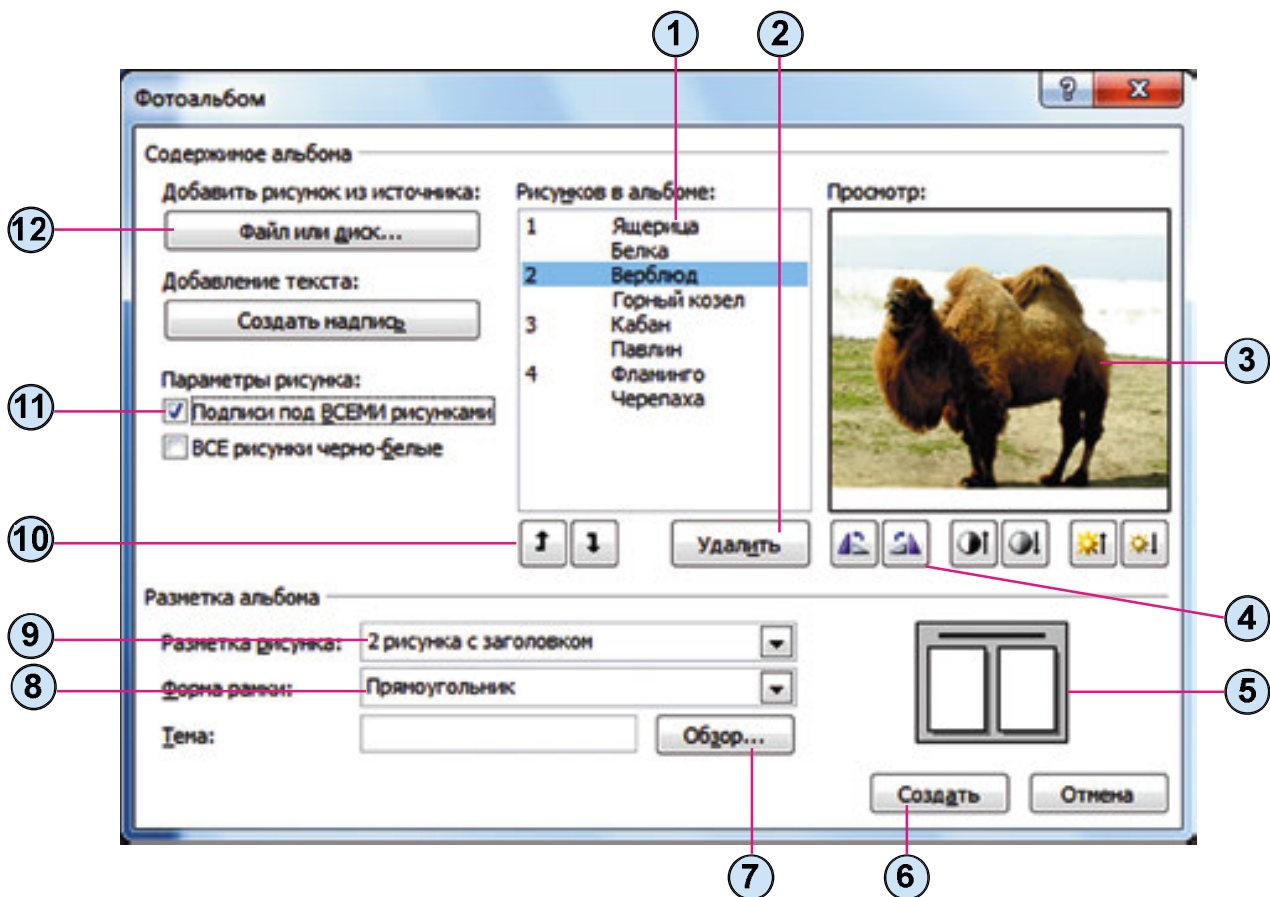 1
2
Фотоальбом
Содержимое альбома
Добавить рисунок из источника:
Рисунков в альбоме:
Просмотр:
12
Файл или диск...
1 Ящерица
Белка
2 Верблюд
Горный козел
3 Кабан
Павлин
4 Фламинго
Черепаха
Добавление текста:
Создать надпись
3
Параметры рисунка:
11
Подписи под ВСЕМИ рисунками
ВСЕ рисунки черно-белые
10
Удалить
4
Разметка альбома
9
Разметка рисунка:
2 рисунка с заголовком
8
Форма рамки:
Прямоугольник
5
Тема:
Обзор...
Создать
Отмена
7
6